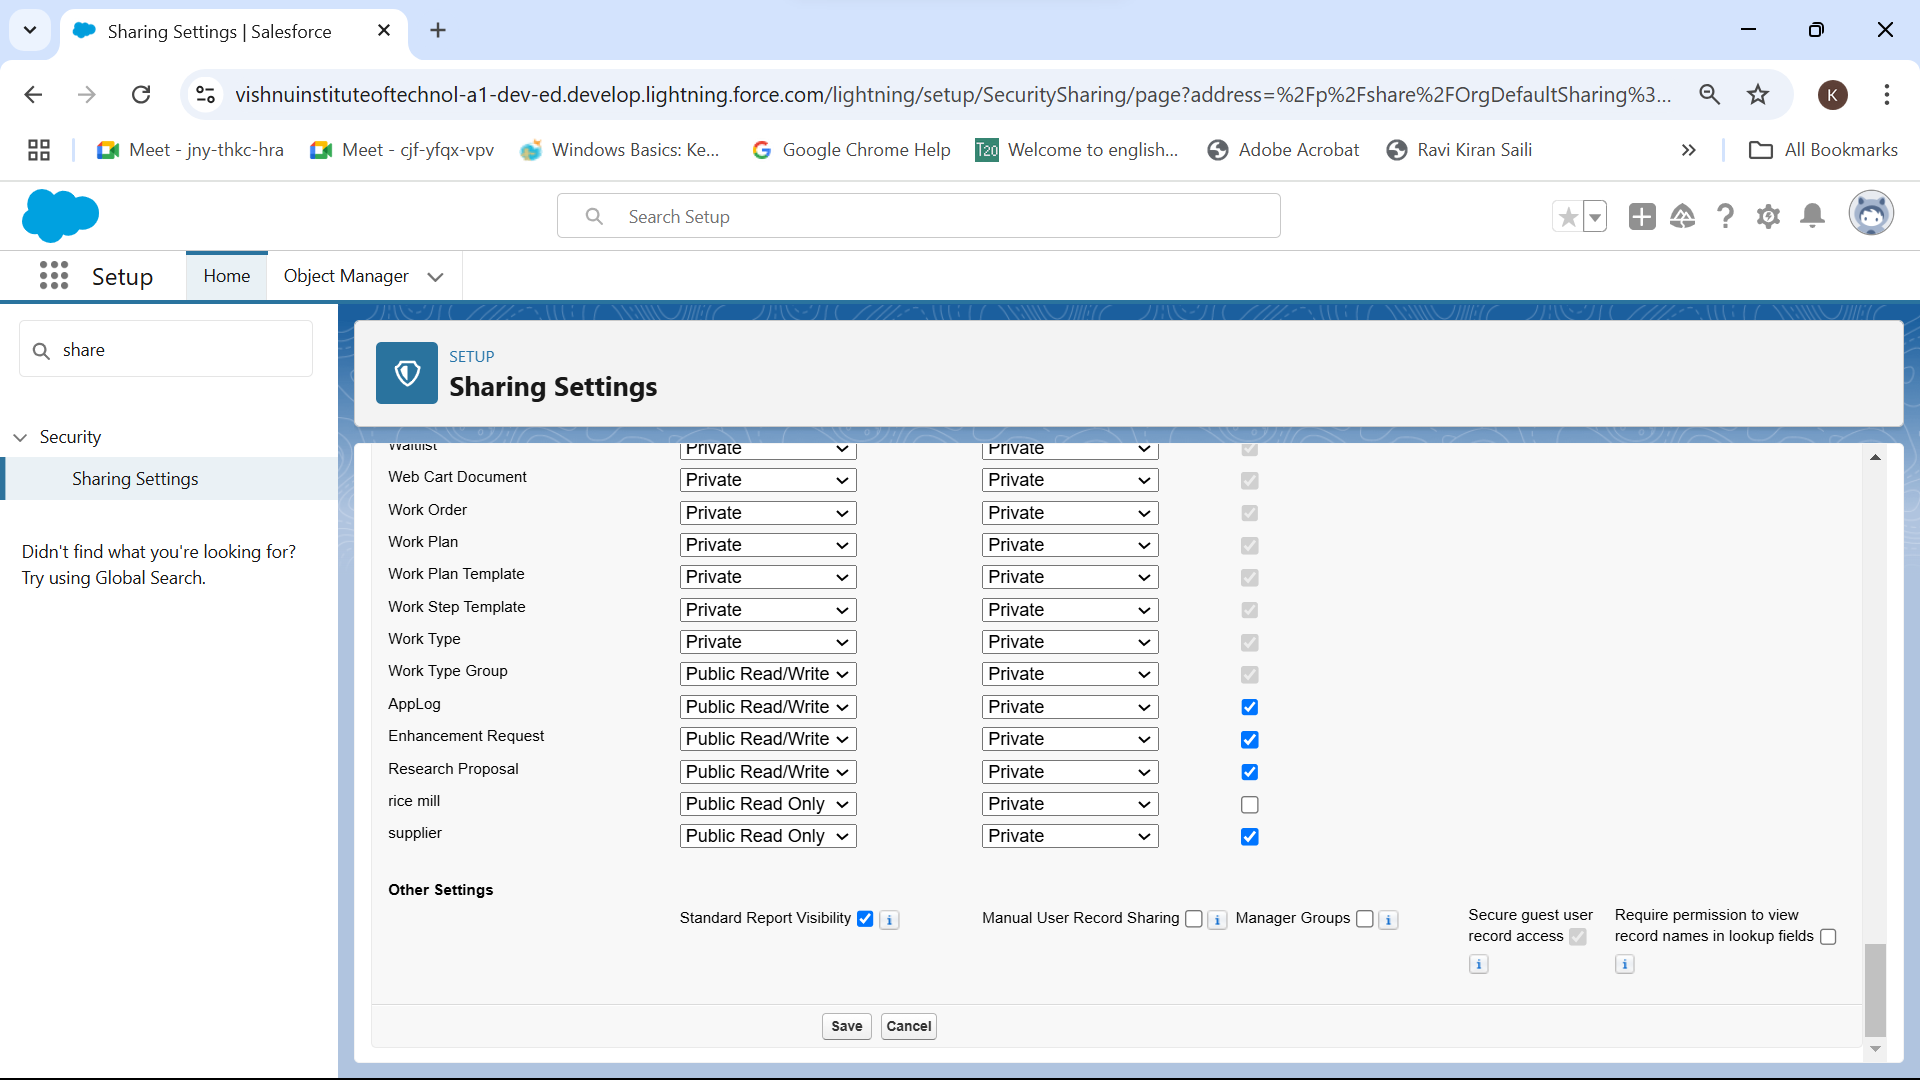 Sharing Settings | Salesforce
vishnuinstituteoftechnol-a1-dev-ed.develop.lightning.force.com/lightning/setup/SecuritySharing/page?address=%2Fp%2Fshare%2FOrgDefaultSharing%3...
K
Meet - jny-thkc-hra
Meet - cjf-yfqx-vpv
Windows Basics: Ke...
Google Chrome Help
T20 Welcome to english...
Adobe Acrobat
Ravi Kiran Saili
»
All Bookmarks
Search Setup
Setup
Home
Object Manager
share
Security
Sharing Settings
Didn't find what you're looking for?
Try using Global Search.
SETUP
Sharing Settings
Waitlist Private Private
Web Cart Document Private Private
Work Order Private Private
Work Plan Private Private
Work Plan Template Private Private
Work Step Template Private Private
Work Type Private Private
Work Type Group Public Read/Write Private
AppLog Public Read/Write Private
Enhancement Request Public Read/Write Private
Research Proposal Public Read/Write Private
rice mill Public Read Only Private
supplier Public Read Only Private
Other Settings
Standard Report Visibility i
Manual User Record Sharing i
Manager Groups i
Secure guest user
record access
i
Require permission to view
record names in lookup fields
i
Save Cancel